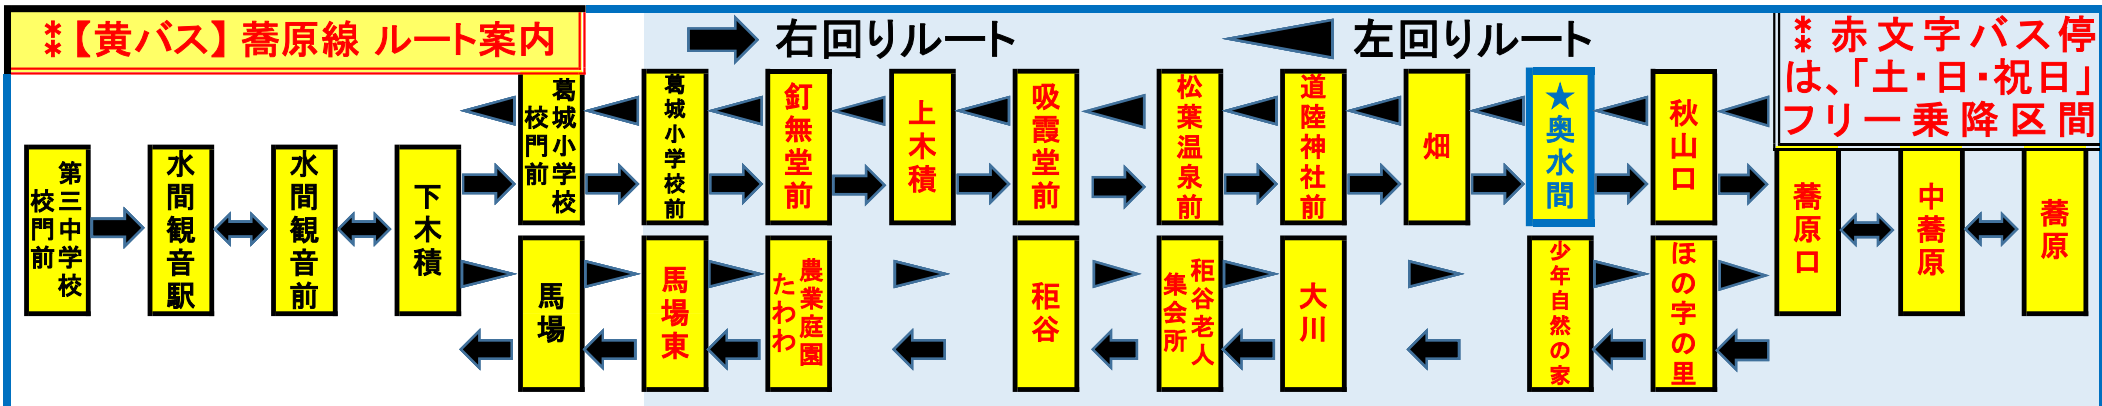 ⁑【黄バス】蕎原線 ルート案内
右回りルート
左回りルート
⁑ 赤文字バス停
は、「土・日・祝日」
フリー乗降区間
第三中学校
校門前
水間観音駅
水間観音前
下木積
葛城小学校
校門前
葛城小学校前
釘無堂前
上木積
吸霞堂前
松葉温泉前
道陸神社前
畑
★奥水間
秋山口
蕎原口
中蕎原
蕎原
馬場
馬場東
農業庭園
たわわ
秬谷
秬谷老人
集会所
大川
少年自然の家
ほの字の里